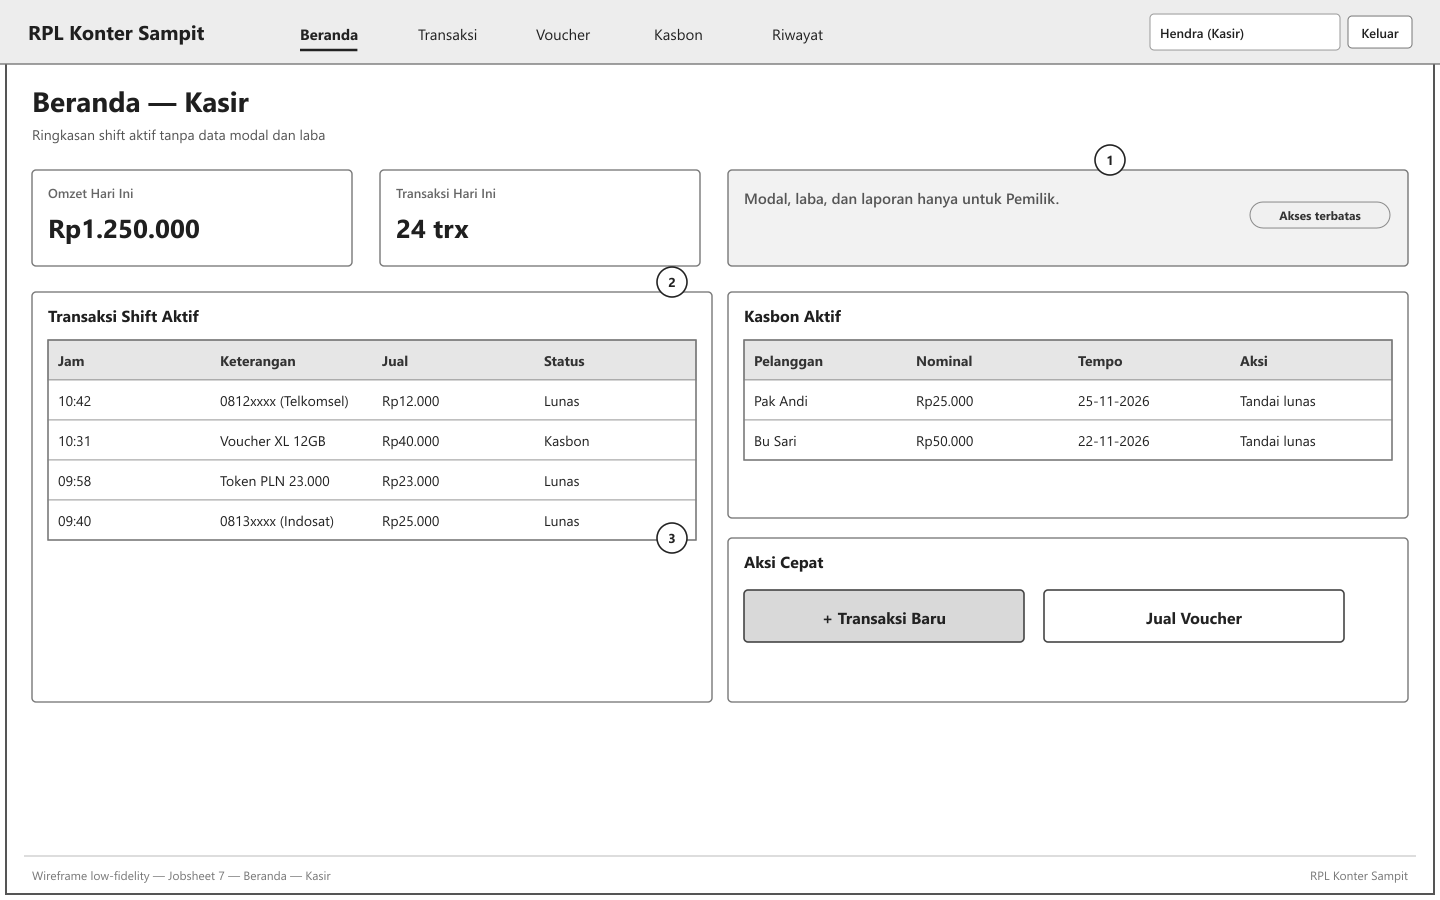 RPL Konter Sampit
Beranda
Transaksi
Voucher
Kasbon
Riwayat
Hendra (Kasir)
Keluar
Beranda — Kasir
Ringkasan shift aktif tanpa data modal dan laba
1
Omzet Hari Ini
Rp1.250.000
Transaksi Hari Ini
24 trx
Modal, laba, dan laporan hanya untuk Pemilik.
Akses terbatas
2
Transaksi Shift Aktif
Jam Keterangan Jual Status
10:42 0812xxxx (Telkomsel) Rp12.000 Lunas
10:31 Voucher XL 12GB Rp40.000 Kasbon
09:58 Token PLN 23.000 Rp23.000 Lunas
09:40 0813xxxx (Indosat) Rp25.000 Lunas
3
Kasbon Aktif
Pelanggan Nominal Tempo Aksi
Pak Andi Rp25.000 25-11-2026 Tandai lunas
Bu Sari Rp50.000 22-11-2026 Tandai lunas
Aksi Cepat
+ Transaksi Baru
Jual Voucher
Wireframe low-fidelity — Jobsheet 7 — Beranda — Kasir
RPL Konter Sampit